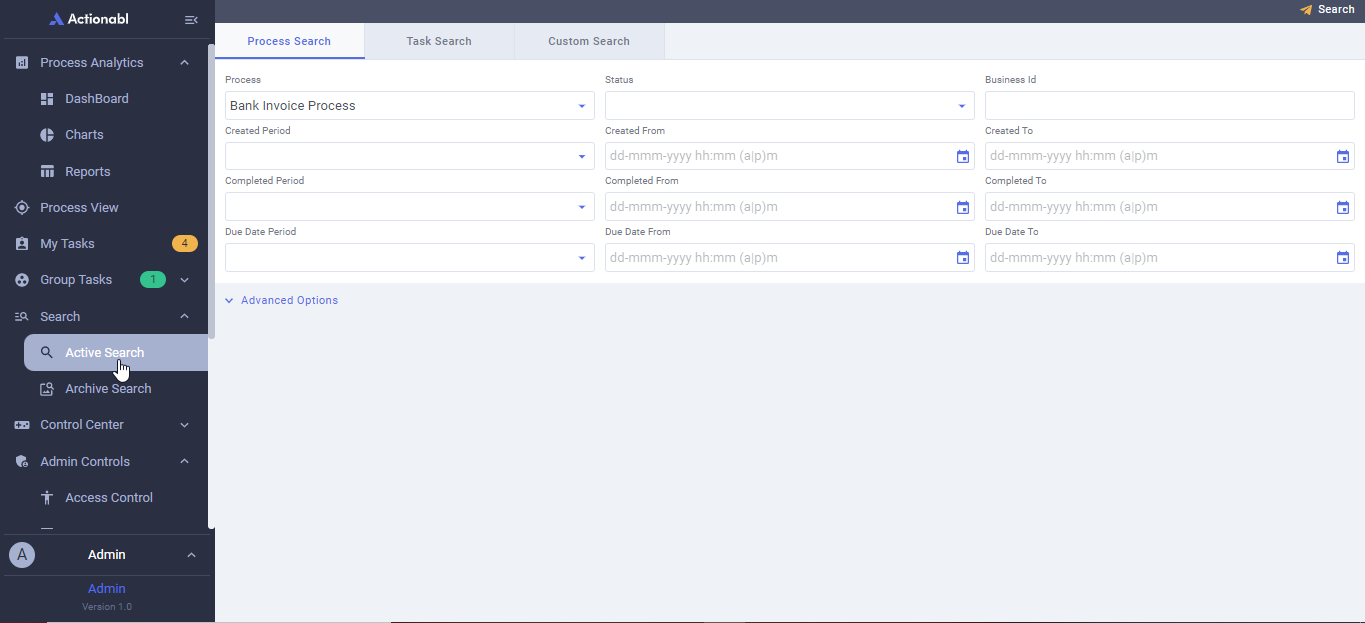 Actionabl
Process Analytics
DashBoard
Charts
Reports
Process View
My Tasks 4
Group Tasks 1
Search
Active Search
Archive Search
Control Center
Admin Controls
Access Control
A Admin
Admin
Version 1.0
Search
Process Search Task Search Custom Search
Process Status Business Id
Bank Invoice Process
Created Period Created From Created To
dd-mmm-yyyy hh:mm (a|p)m dd-mmm-yyyy hh:mm (a|p)m
Completed Period Completed From Completed To
dd-mmm-yyyy hh:mm (a|p)m dd-mmm-yyyy hh:mm (a|p)m
Due Date Period Due Date From Due Date To
dd-mmm-yyyy hh:mm (a|p)m dd-mmm-yyyy hh:mm (a|p)m
Advanced Options